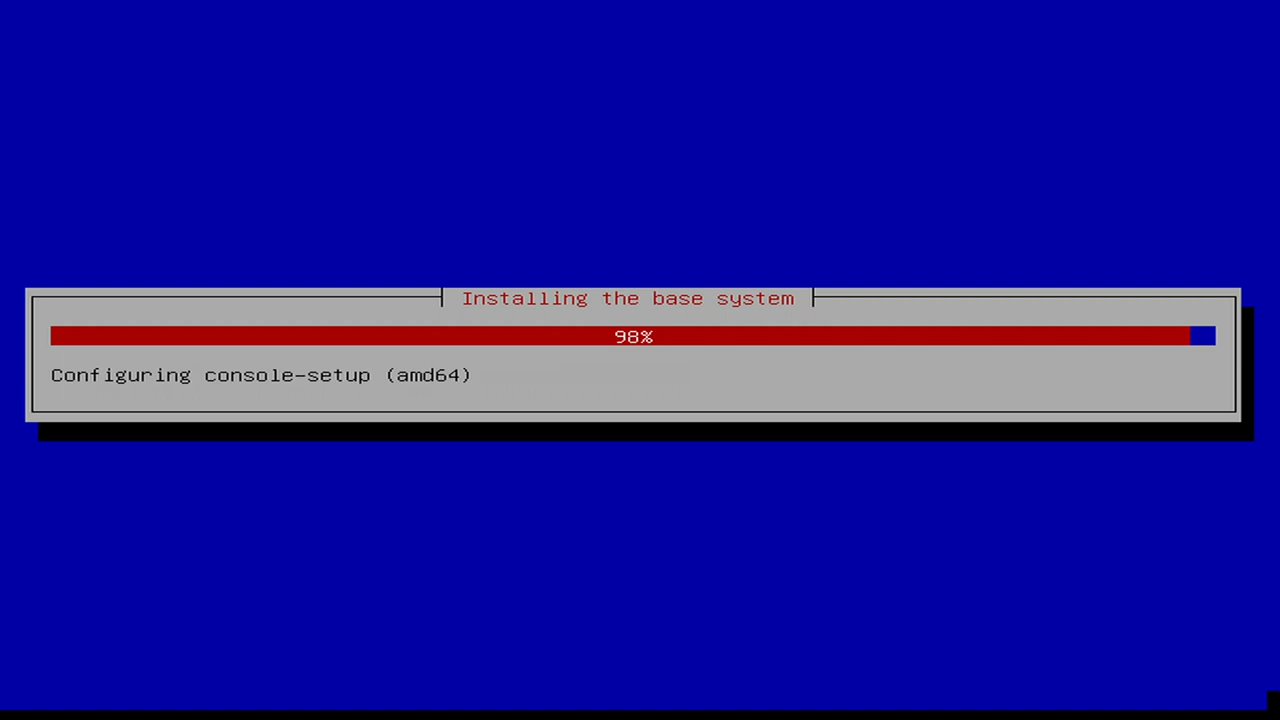 Installing the base system
98%
Configuring console-setup (amd64)